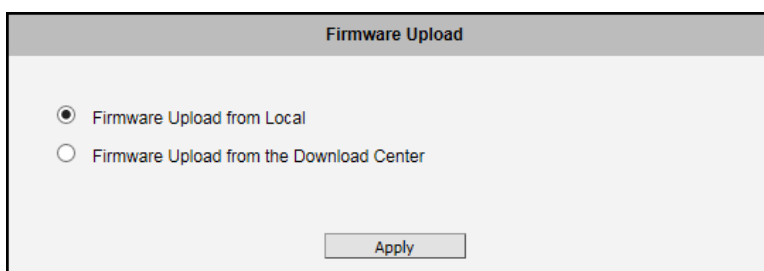 Firmware Upload
Firmware Upload from Local
Firmware Upload from the Download Center
Apply